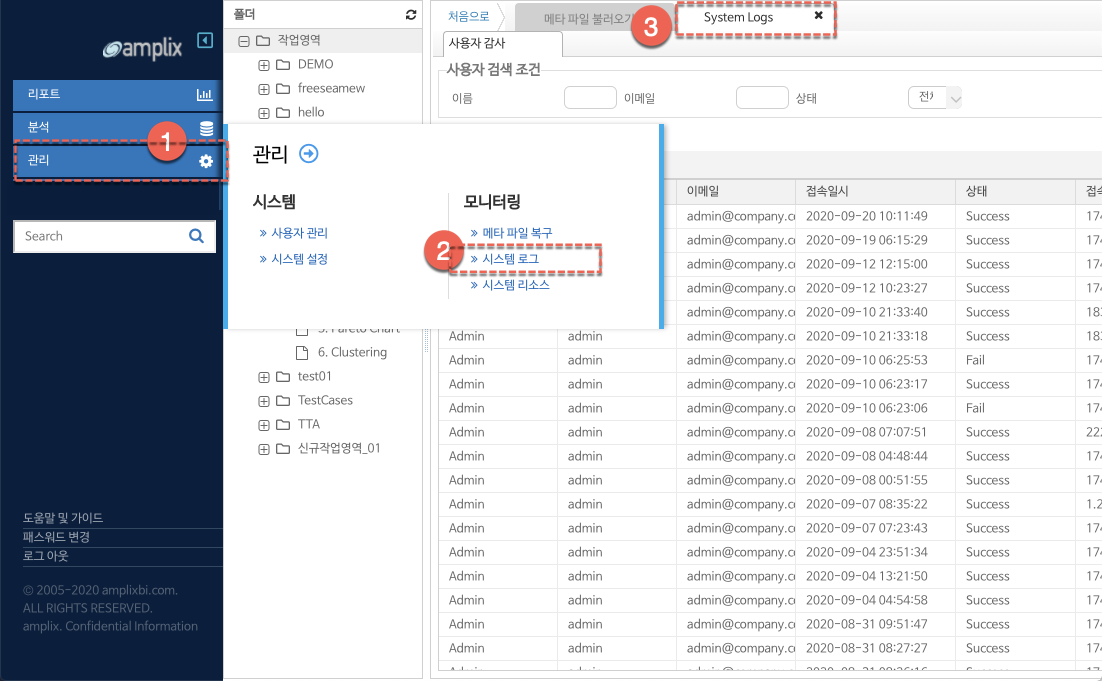 amplix
리포트
분석
관리
1
Search
도움말 및 가이드
패스워드 변경
로그 아웃
© 2005-2020 amplixbi.com.
ALL RIGHTS RESERVED.
amplix. Confidential Information
폴더
작업영역
DEMO
freeseamew
hello
6. Clustering
test01
TestCases
TTA
신규작업영역_01
관리
시스템
» 사용자 관리
» 시스템 설정
모니터링
» 메타 파일 복구
2
» 시스템 로그
» 시스템 리소스
처음으로
메타 파일 불러오기
3
System Logs
사용자 감사
사용자 검색 조건
이름 이메일 상태
이메일 접속일시 상태 접속
admin@company.co 2020-09-20 10:11:49 Success 174
admin@company.co 2020-09-19 06:15:29 Success 174
admin@company.co 2020-09-12 12:15:00 Success 174
admin@company.co 2020-09-12 10:23:27 Success 174
admin@company.co 2020-09-10 21:33:40 Success 183
Admin admin admin@company.co 2020-09-10 21:33:18 Success 183
Admin admin admin@company.co 2020-09-10 06:25:53 Fail 174
Admin admin admin@company.co 2020-09-10 06:23:17 Success 174
Admin admin admin@company.co 2020-09-10 06:23:06 Fail 174
Admin admin admin@company.co 2020-09-08 07:07:51 Success 222
Admin admin admin@company.co 2020-09-08 04:48:44 Success 174
Admin admin admin@company.co 2020-09-08 00:51:55 Success 174
Admin admin admin@company.co 2020-09-07 08:35:22 Success 1.2
Admin admin admin@company.co 2020-09-07 07:23:43 Success 174
Admin admin admin@company.co 2020-09-04 23:51:34 Success 174
Admin admin admin@company.co 2020-09-04 13:21:50 Success 174
Admin admin admin@company.co 2020-09-04 04:54:58 Success 174
Admin admin admin@company.co 2020-08-31 09:51:47 Success 174
Admin admin admin@company.co 2020-08-31 08:27:27 Success 174